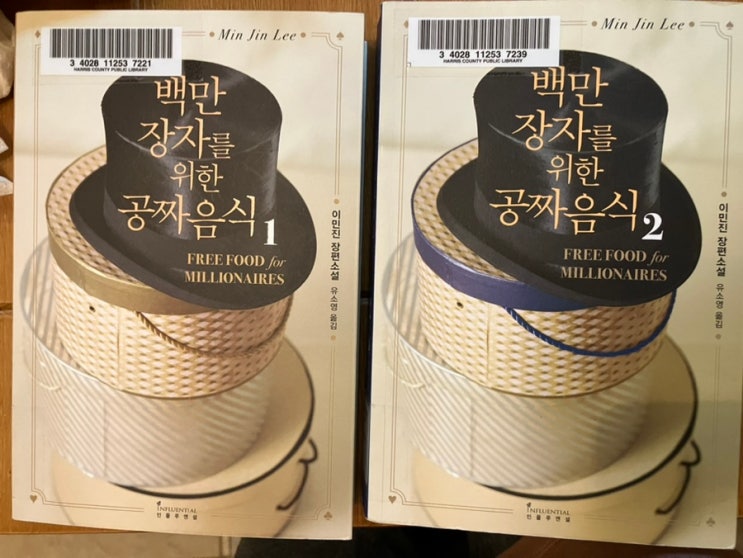 3 4028 11253 7221
HARRIS COUNTY PUBLIC LIBRARY
Min Jin Lee
백만
장자를
위한
공짜음식 1
FREE FOOD for
MILLIONAIRES
이민진 장편소설
유소영 옮김
INFLUENTIAL
인플루엔셜
3 4028 11253 7239
HARRIS COUNTY PUBLIC LIBRARY
Min Jin Lee
백만
장자를
위한
공짜음식 2
FREE FOOD for
MILLIONAIRES
이민진 장편소설
유소영 옮김
INFLUENTIAL
인플루엔셜